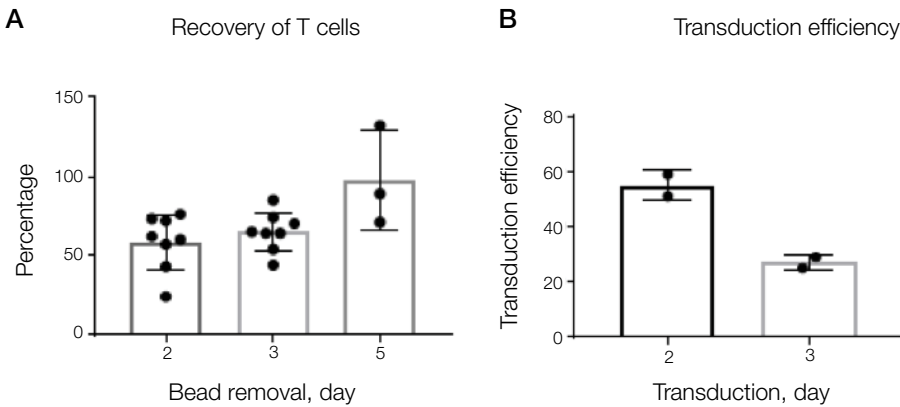 A
Recovery of T cells
150
100
50
0
Percentage
2
3
5
Bead removal, day
B
Transduction efficiency
80
60
40
20
0
Transduction efficiency
2
3
Transduction, day